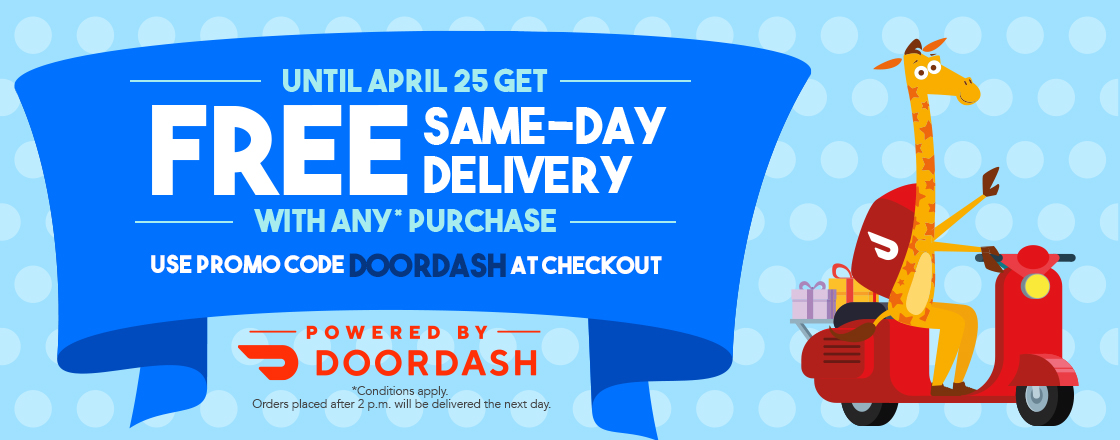 UNTIL APRIL 25 GET
FREE SAME-DAY
DELIVERY
WITH ANY* PURCHASE
USE PROMO CODE DOORDASH AT CHECKOUT
POWERED BY
DOORDASH
*Conditions apply.
Orders placed after 2 p.m. will be delivered the next day.